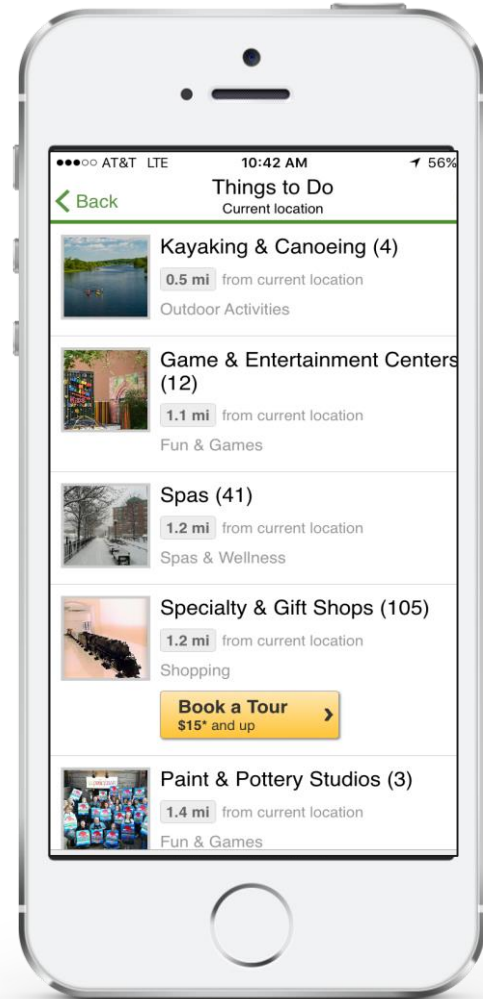 ●●●○○ AT&T LTE 10:42 AM 56%
Back
Things to Do
Current location
Kayaking & Canoeing (4)
0.5 mi from current location
Outdoor Activities
Game & Entertainment Centers
(12)
1.1 mi from current location
Fun & Games
Spas (41)
1.2 mi from current location
Spas & Wellness
Specialty & Gift Shops (105)
1.2 mi from current location
Shopping
Book a Tour
$15* and up
Paint & Pottery Studios (3)
1.4 mi from current location
Fun & Games